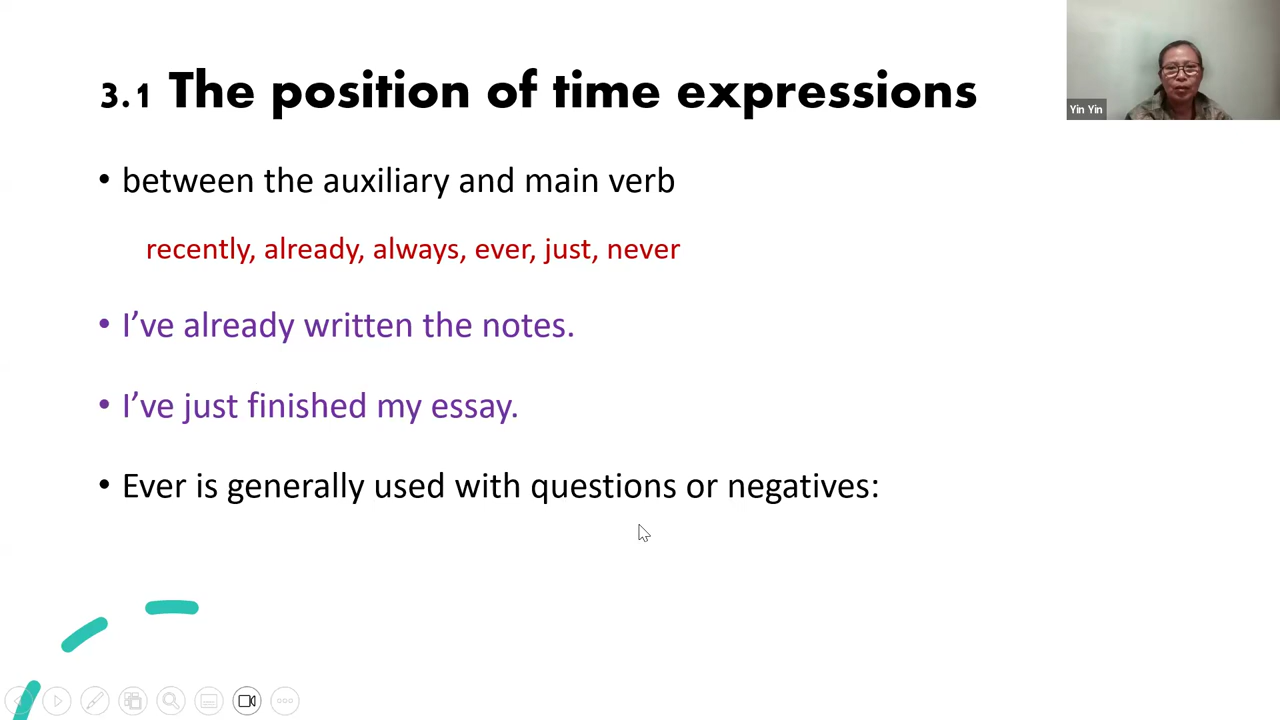 3.1 The position of time expressions
Yin Yin
• between the auxiliary and main verb
recently, already, always, ever, just, never
• I’ve already written the notes.
• I’ve just finished my essay.
• Ever is generally used with questions or negatives: